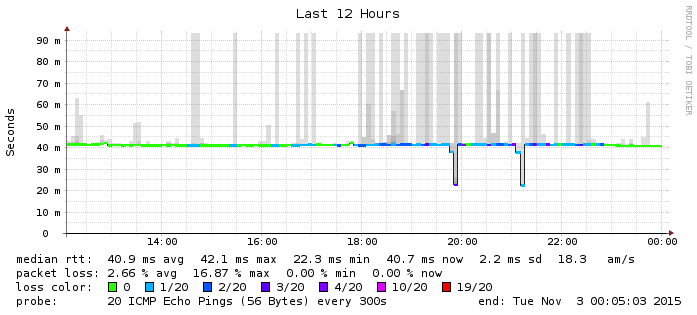 Last 12 Hours
RRDTOOL / TOBI OETIKER
Seconds
90 m
80 m
70 m
60 m
50 m
40 m
30 m
20 m
10 m
0
14:00 16:00 18:00 20:00 22:00 00:00
median rtt: 40.9 ms avg 42.1 ms max 22.3 ms min 40.7 ms now 2.2 ms sd 18.3 am/s
packet loss: 2.66 % avg 16.87 % max 0.00 % min 0.00 % now
loss color: 0 1/20 2/20 3/20 4/20 10/20 19/20
probe: 20 ICMP Echo Pings (56 Bytes) every 300s end: Tue Nov 3 00:05:03 2015